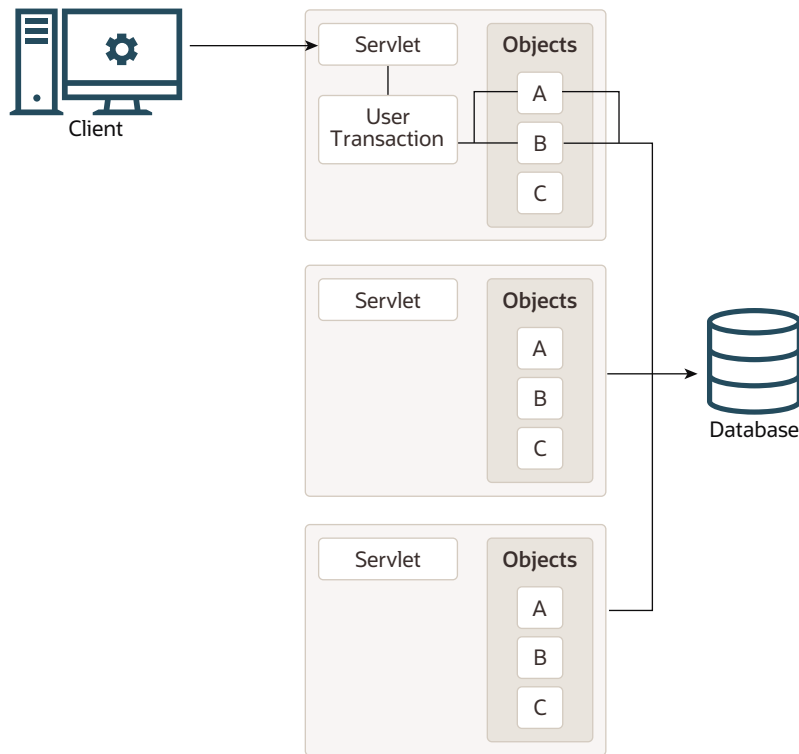 Client
Servlet
User
Transaction
Objects
A
B
C
Servlet
Objects
A
B
C
Servlet
Objects
A
B
C
Database